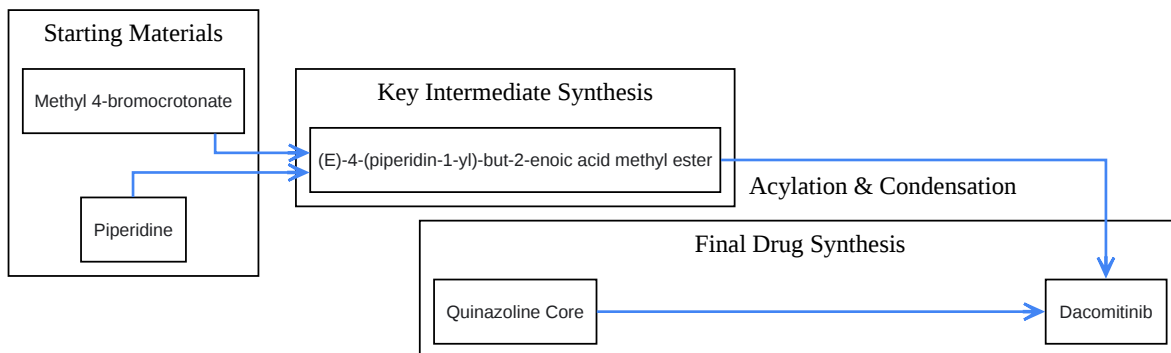 Starting Materials
Methyl 4-bromocrotonate
Piperidine
Key Intermediate Synthesis
(E)-4-(piperidin-1-yl)-but-2-enoic acid methyl ester
Acylation & Condensation
Final Drug Synthesis
Quinazoline Core
Dacomitinib